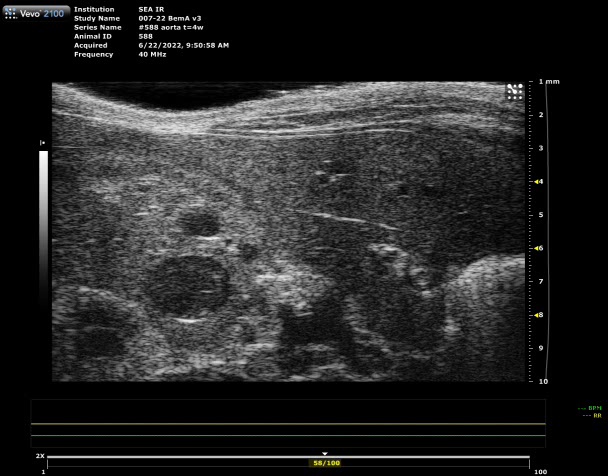 Vevo 2100
Institution SEA IR
Study Name 007-22 BemA v3
Series Name #588 aorta t=4w
Animal ID 588
Acquired 6/22/2022, 9:50:58 AM
Frequency 40 MHz
1 mm
2
3
4
5
6
7
8
9
10
--- BPM
--- RR
2X
58/100
1 100